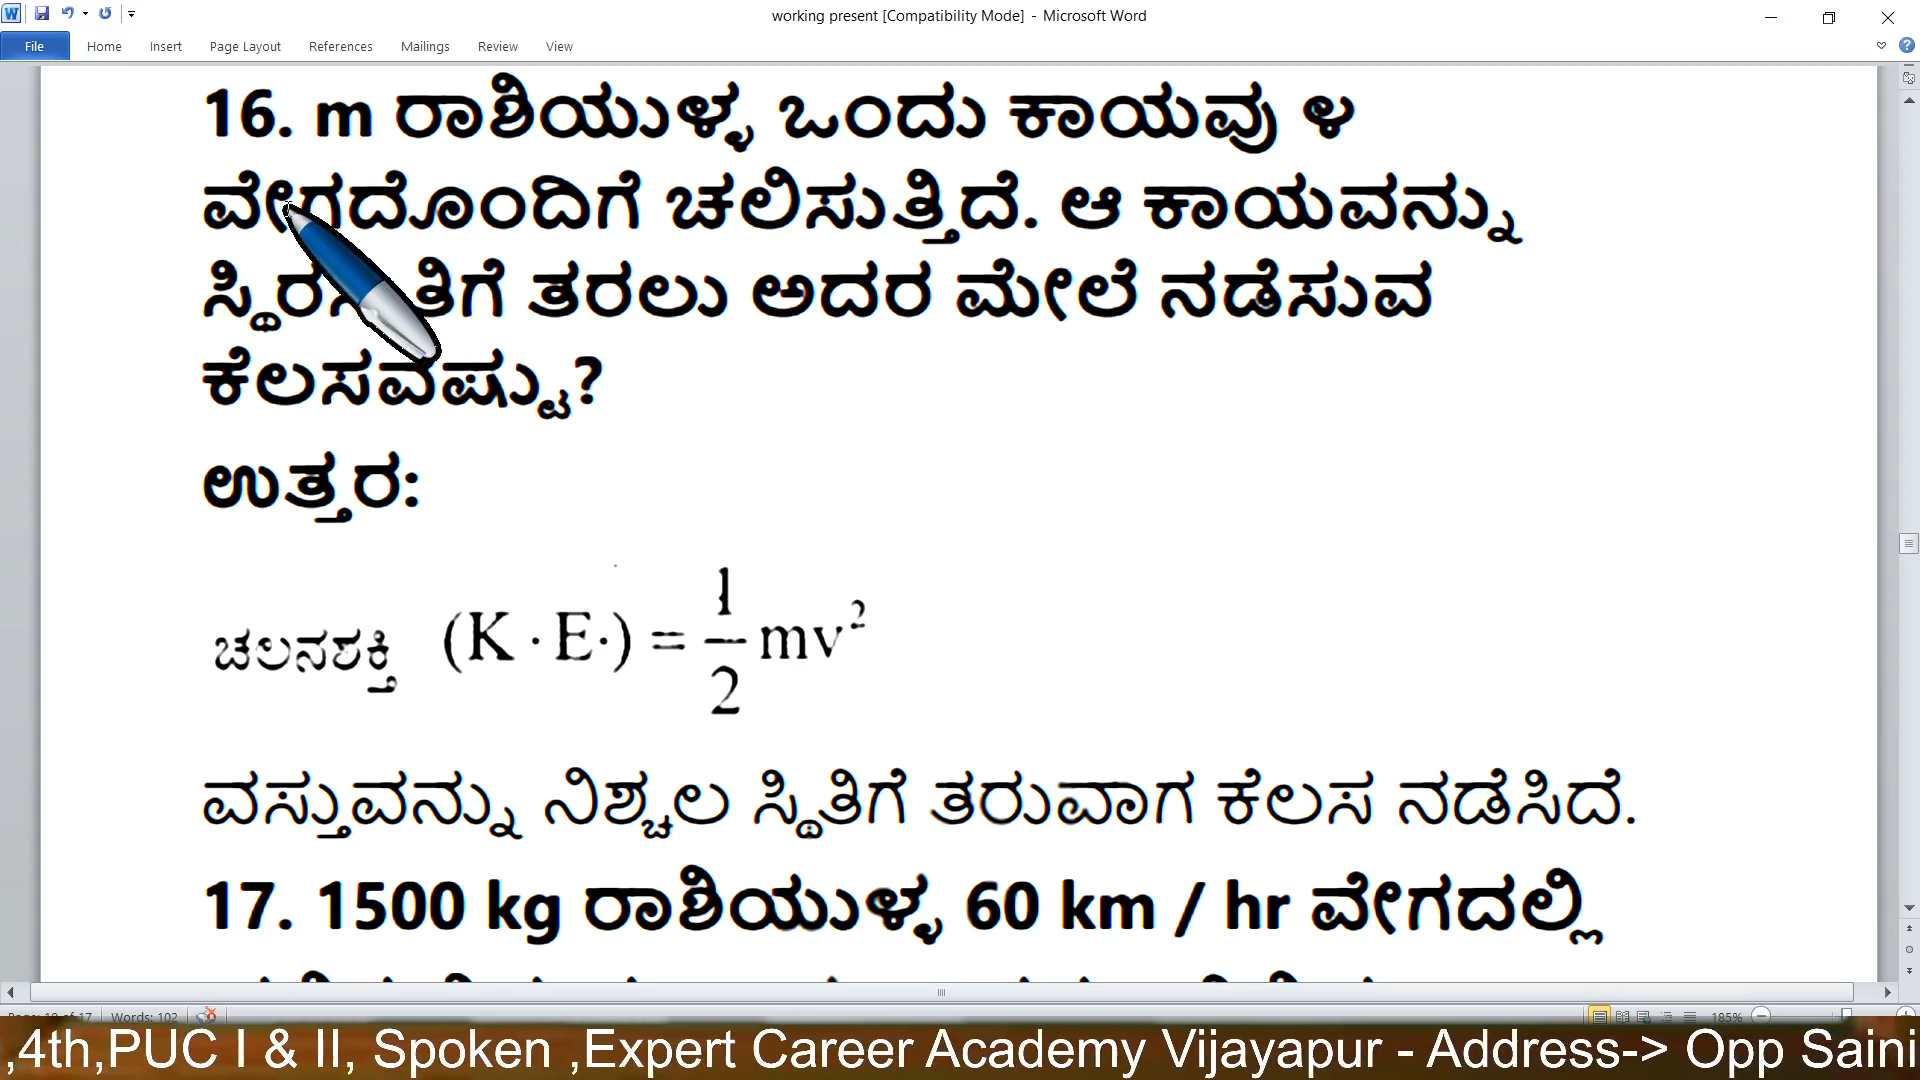 working present [Compatibility Mode] - Microsoft Word
File Home Insert Page Layout References Mailings Review View
16. m ರಾಶಿಯುಳ್ಳ ಒಂದು ಕಾಯವು ಳ
ವೇಗದೊಂದಿಗೆ ಚಲಿಸುತ್ತಿದೆ. ಆ ಕಾಯವನ್ನು
ತರಲು ಅದರ ಮೇಲೆ ನಡೆಸುವ
ಕೆಲಸವಷ್ಟು?
ಉತ್ತರ:
ಚಲನಶಕ್ತಿ (K · E·) = 1/2 mv²
ವಸ್ತುವನ್ನು ನಿಶ್ಚಲ ಸ್ಥಿತಿಗೆ ತರುವಾಗ ಕೆಲಸ ನಡೆಸಿದೆ.
17. 1500 kg ರಾಶಿಯುಳ್ಳ 60 km / hr ವೇಗದಲ್ಲಿ
Words: 102
185%
,4th,PUC I & II, Spoken ,Expert Career Academy Vijayapur - Address-> Opp Saini